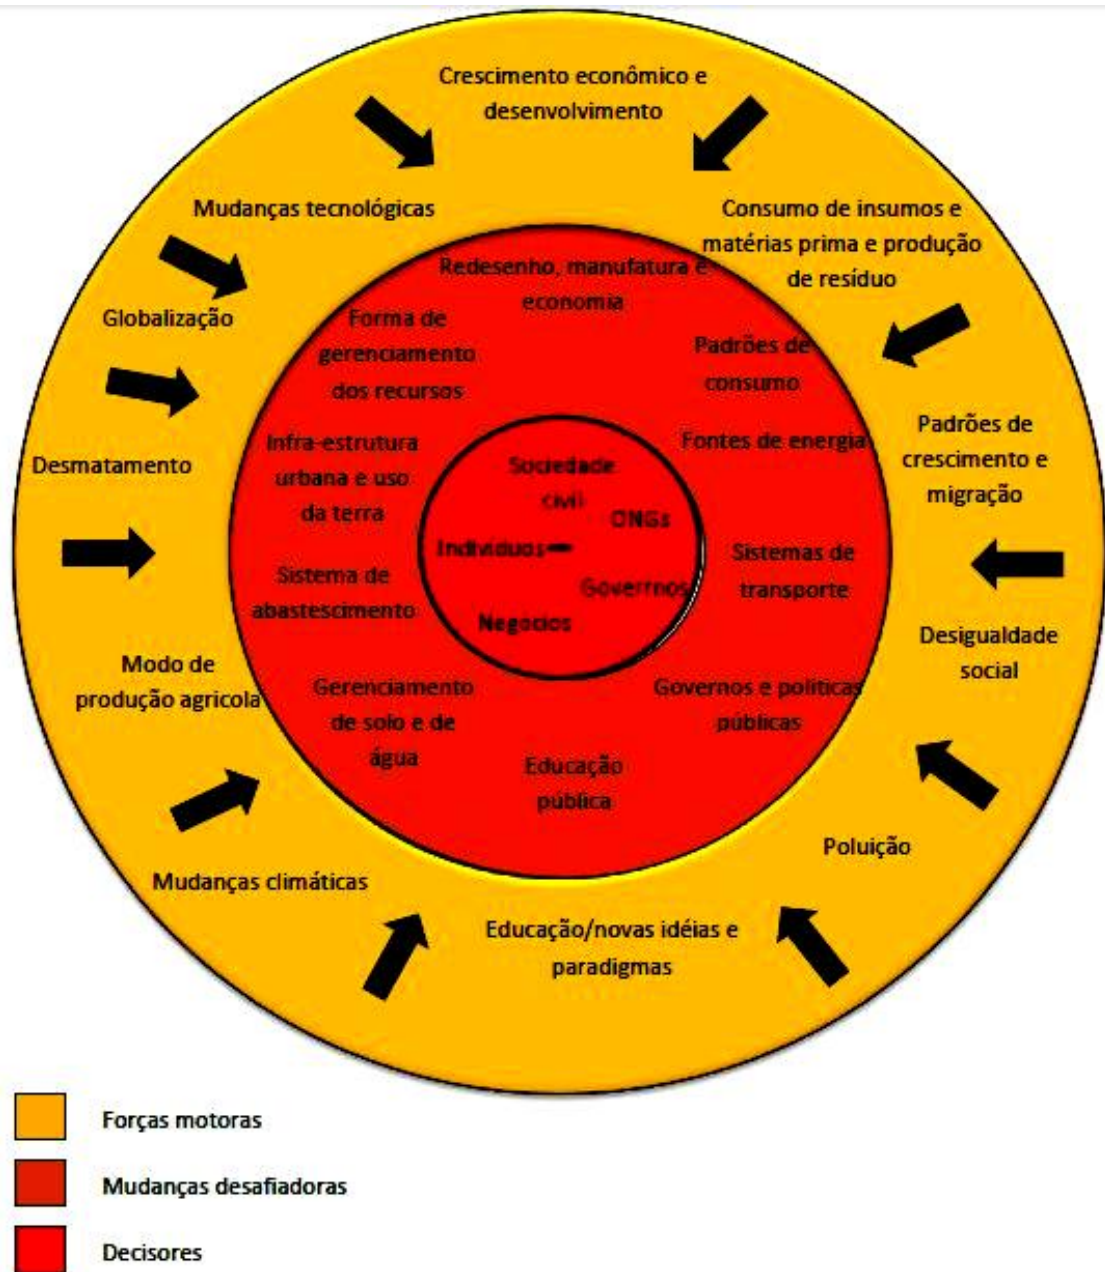 Crescimento econômico e
desenvolvimento
Mudanças tecnológicas
Consumo de insumos e
matérias prima e produção
de resíduo
Globalização
Padrões de
crescimento e
migração
Desmatamento
Desigualdade
social
Modo de
produção agricola
Poluição
Mudanças climáticas
Educação/novas idéias e
paradigmas
Redesenho, manufatura e
economia
Forma de
gerenciamento
dos recursos
Padrões de
consumo
Infra-estrutura
urbana e uso
da terra
Fontes de energia
Sistema de
abastescimento
Sistemas de
transporte
Gerenciamento
de solo e de
água
Governos e políticas
públicas
Educação
pública
Sociedade
civil
ONGs
Indivíduos
Governos
Negócios
Forças motoras
Mudanças desafiadoras
Decisores